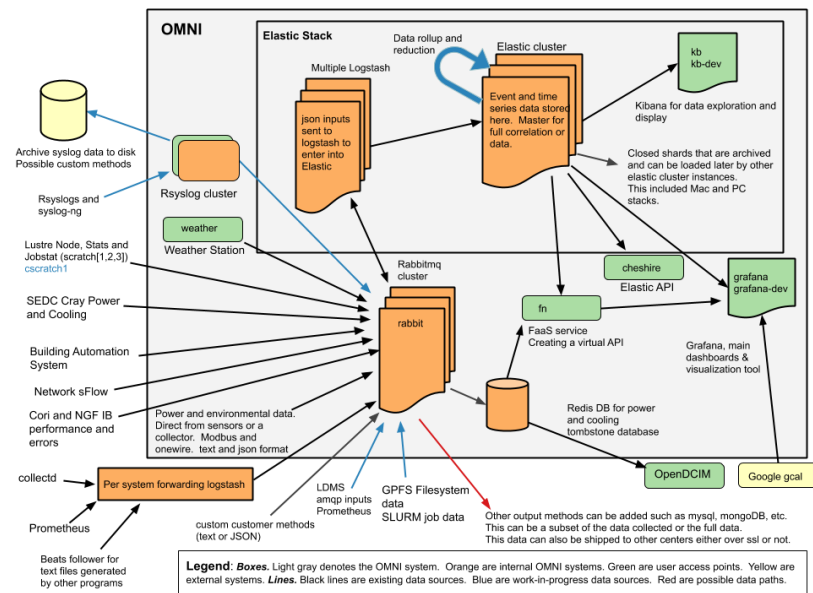 OMNI
Elastic Stack
Data rollup and
reduction
Elastic cluster
Multiple Logstash
kb
kb-dev
json inputs
sent to
logstash to
enter into
Elastic
Event and time
series data stored
here. Master for
full correlation or
data.
Kibana for data exploration and
display
Archive syslog data to disk
Possible custom methods
Closed shards that are archived
and can be loaded later by other
elastic cluster instances.
This included Mac and PC
stacks.
Rsyslog cluster
Rsyslogs and
syslog-ng
weather
Weather Station
Lustre Node, Stats and
Jobstat (scratch[1,2,3])
cscratch1
Rabbitmq
cluster
cheshire
Elastic API
grafana
grafana-dev
SEDC Cray Power
and Cooling
rabbit
fn
FaaS service
Creating a virtual API
Building Automation
System
Grafana, main
dashboards &
visualization tool
Network sFlow
Cori and NGF IB
performance and
errors
Power and environmental data.
Direct from sensors or a
collector. Modbus and
onewire. text and json format
Redis DB for power
and cooling
tombstone database
collectd
Per system forwarding logstash
OpenDCIM
Google gcal
LDMS
amqp inputs
Prometheus
GPFS Filesystem
data
SLURM job data
Prometheus
custom customer methods
(text or JSON)
Other output methods can be added such as mysql, mongoDB, etc.
This can be a subset of the data collected or the full data.
This data can also be shipped to other centers either over ssl or not.
Beats follower for
text files generated
by other programs
Legend: Boxes. Light gray denotes the OMNI system. Orange are internal OMNI systems. Green are user access points. Yellow are
external systems. Lines. Black lines are existing data sources. Blue are work-in-progress data sources. Red are possible data paths.